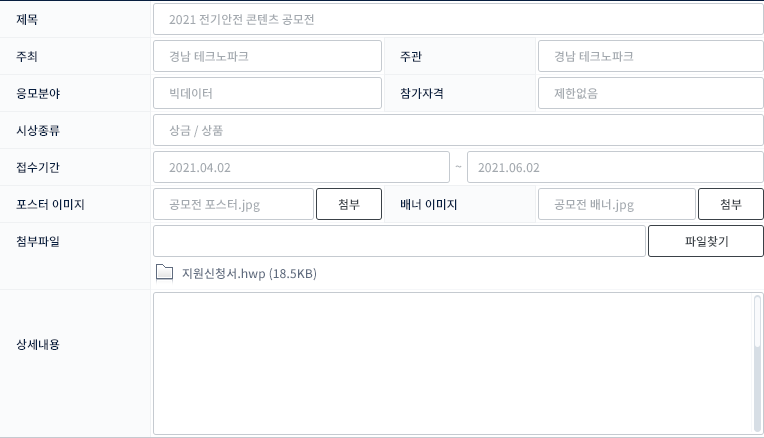 제목 2021 전기안전 콘텐츠 공모전
주최 경남 테크노파크 주관 경남 테크노파크
응모분야 빅데이터 참가자격 제한없음
시상종류 상금 / 상품
접수기간 2021.04.02 ~ 2021.06.02
포스터 이미지 공모전 포스터.jpg 첨부 배너 이미지 공모전 배너.jpg 첨부
첨부파일 파일찾기
지원신청서.hwp (18.5KB)
상세내용